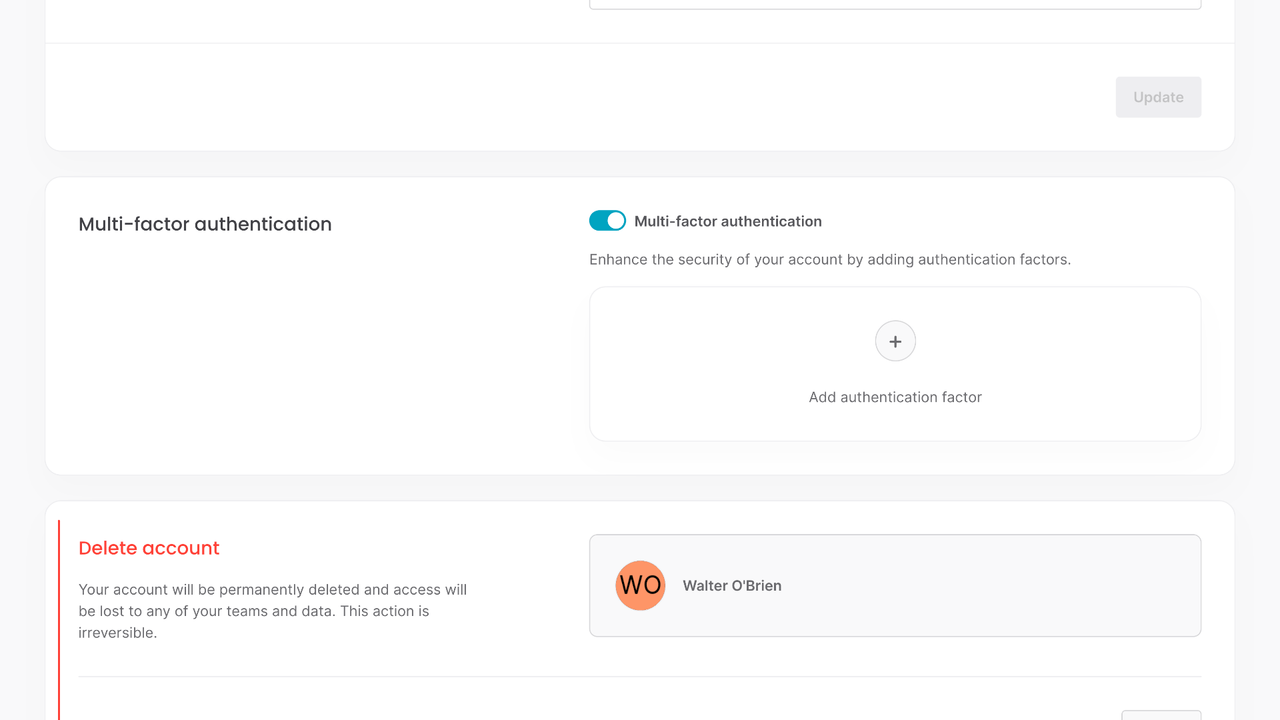 Update
Multi-factor authentication
Multi-factor authentication
Enhance the security of your account by adding authentication factors.
Add authentication factor
Delete account
Your account will be permanently deleted and access will
be lost to any of your teams and data. This action is
irreversible.
WO
Walter O'Brien